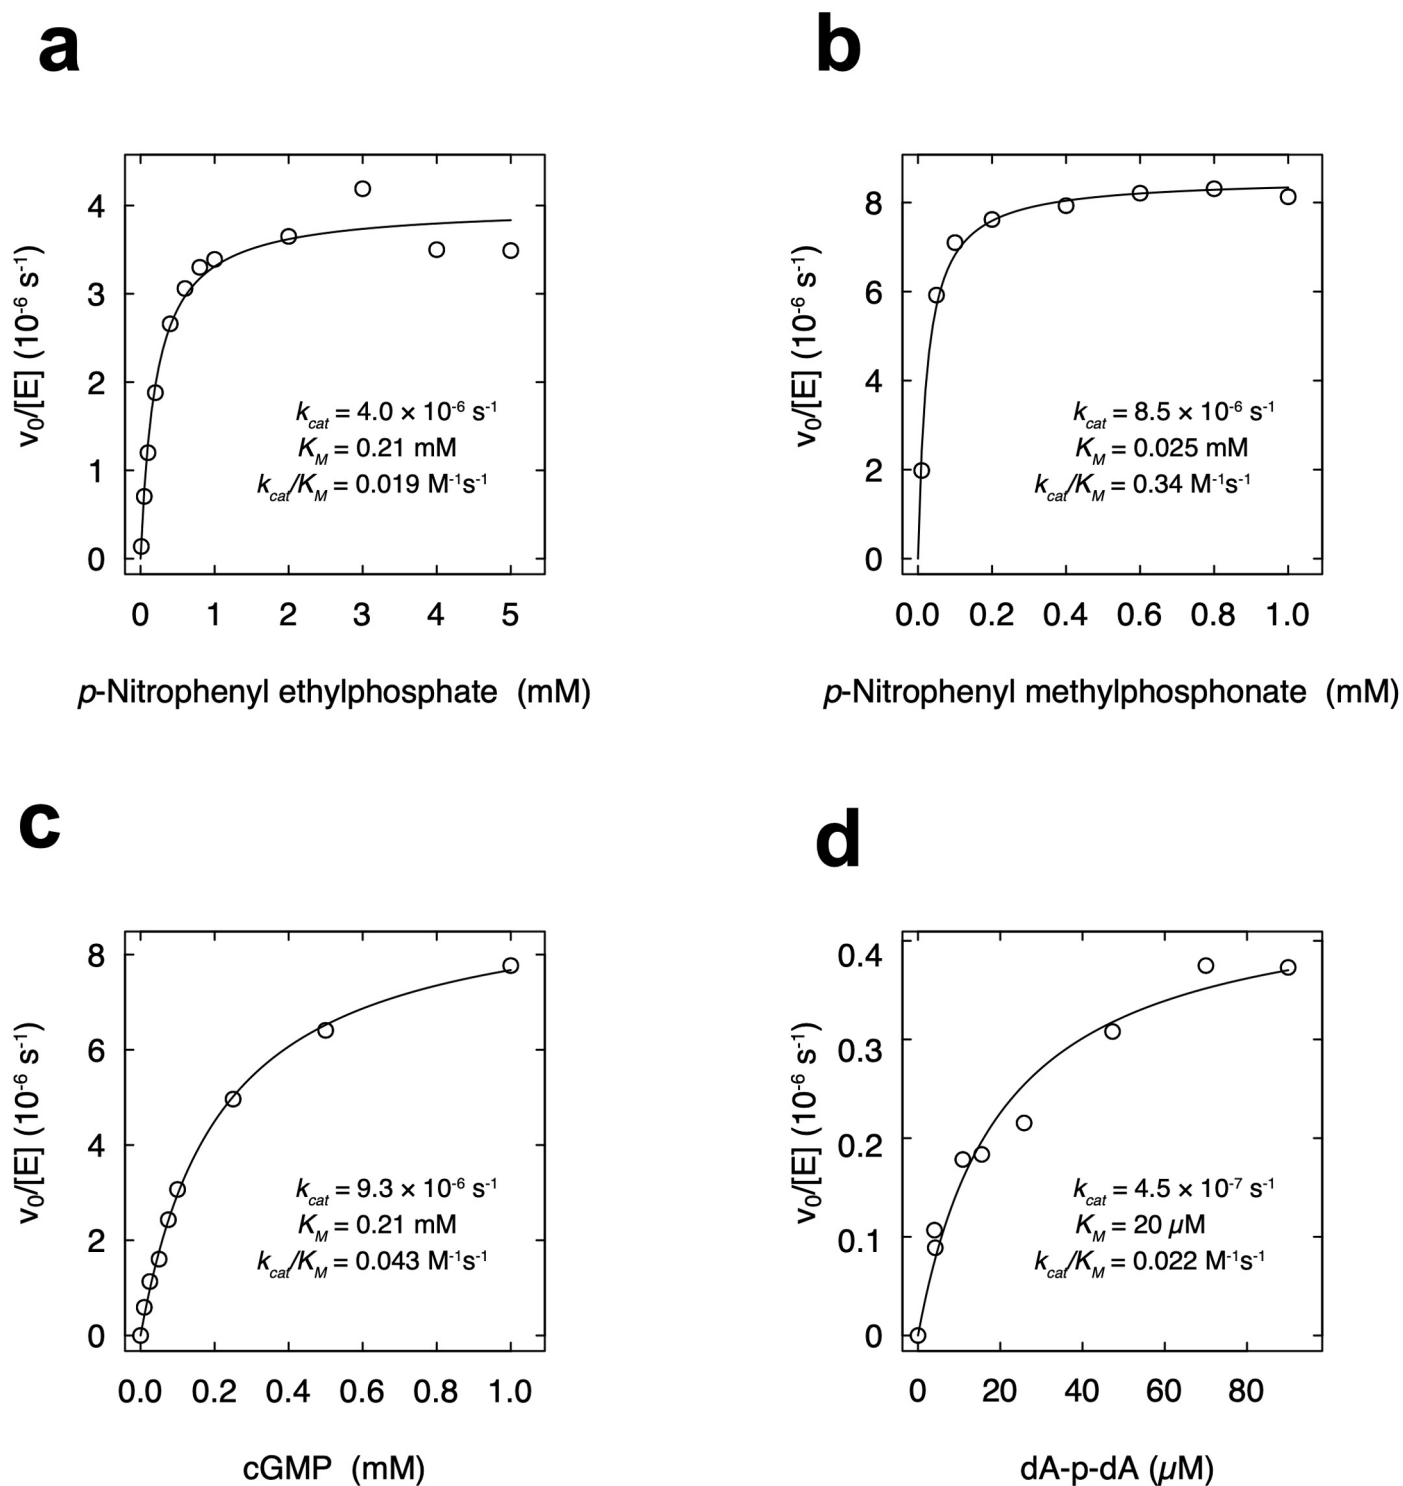 a
b
v0/[E] (10-6 s-1)
4
3
2
1
0
kcat = 4.0 × 10-6 s-1
KM = 0.21 mM
kcat/KM = 0.019 M-1s-1
0 1 2 3 4 5
p-Nitrophenyl ethylphosphate (mM)
v0/[E] (10-6 s-1)
8
6
4
2
0
kcat = 8.5 × 10-6 s-1
KM = 0.025 mM
kcat/KM = 0.34 M-1s-1
0.0 0.2 0.4 0.6 0.8 1.0
p-Nitrophenyl methylphosphonate (mM)
c
d
v0/[E] (10-6 s-1)
8
6
4
2
0
kcat = 9.3 × 10-6 s-1
KM = 0.21 mM
kcat/KM = 0.043 M-1s-1
0.0 0.2 0.4 0.6 0.8 1.0
cGMP (mM)
v0/[E] (10-6 s-1)
0.4
0.3
0.2
0.1
0
kcat = 4.5 × 10-7 s-1
KM = 20 µM
kcat/KM = 0.022 M-1s-1
0 20 40 60 80
dA-p-dA (µM)